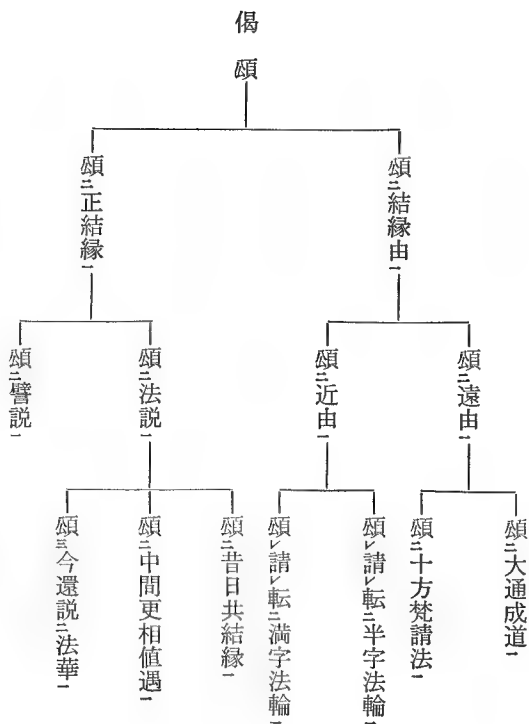 偈
頌
頌㆓結縁由㆒
頌㆓正結縁㆒
頌㆓遠由㆒
頌㆓近由㆒
頌㆓法説㆒
頌㆓譬説㆒
頌㆓大通成道㆒
頌㆓十方梵請法㆒
頌㆑請㆑転㆓半字法輪㆒
頌㆑請㆑転㆓満字法輪㆒
頌㆓昔日共結縁㆒
頌㆓中間更相値遇㆒
頌㆔今還説㆓法華㆒